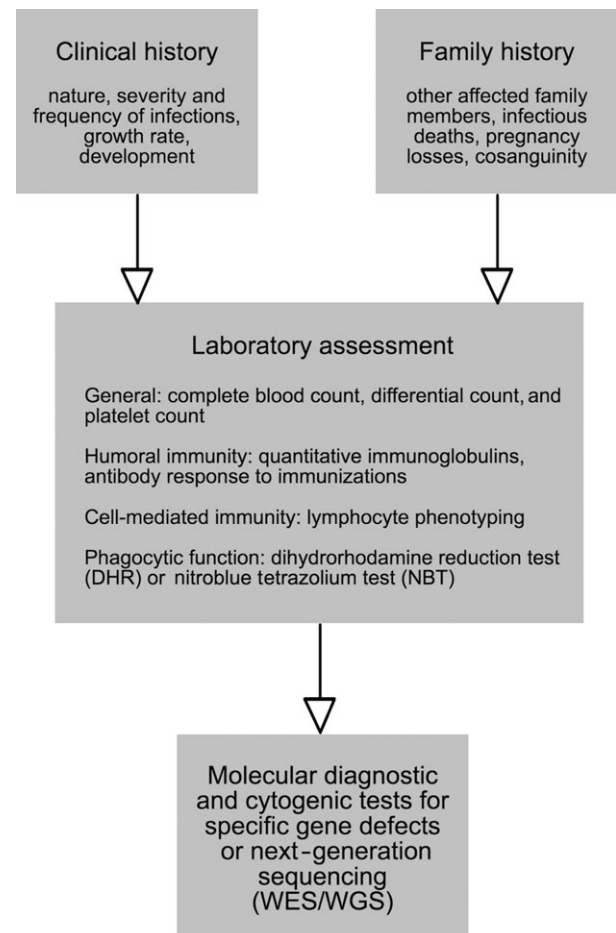 Clinical history
nature, severity and
frequency of infections,
growth rate,
development
Family history
other affected family
members, infectious
deaths, pregnancy
losses, cosanguinity
Laboratory assessment
General: complete blood count, differential count, and
platelet count
Humoral immunity: quantitative immunoglobulins,
antibody response to immunizations
Cell-mediated immunity: lymphocyte phenotyping
Phagocytic function: dihydrorhodamine reduction test
(DHR) or nitroblue tetrazolium test (NBT)
Molecular diagnostic
and cytogenic tests for
specific gene defects
or next-generation
sequencing
(WES/WGS)